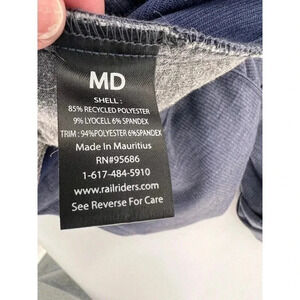 MD
SHELL :
85% RECYCLED POLYESTER
9% LYOCELL 6% SPANDEX
TRIM : 94%POLYESTER 6%SPANDEX
Made In Mauritius
RN#95686
1-617-484-5910
www.railriders.com
See Reverse For Care